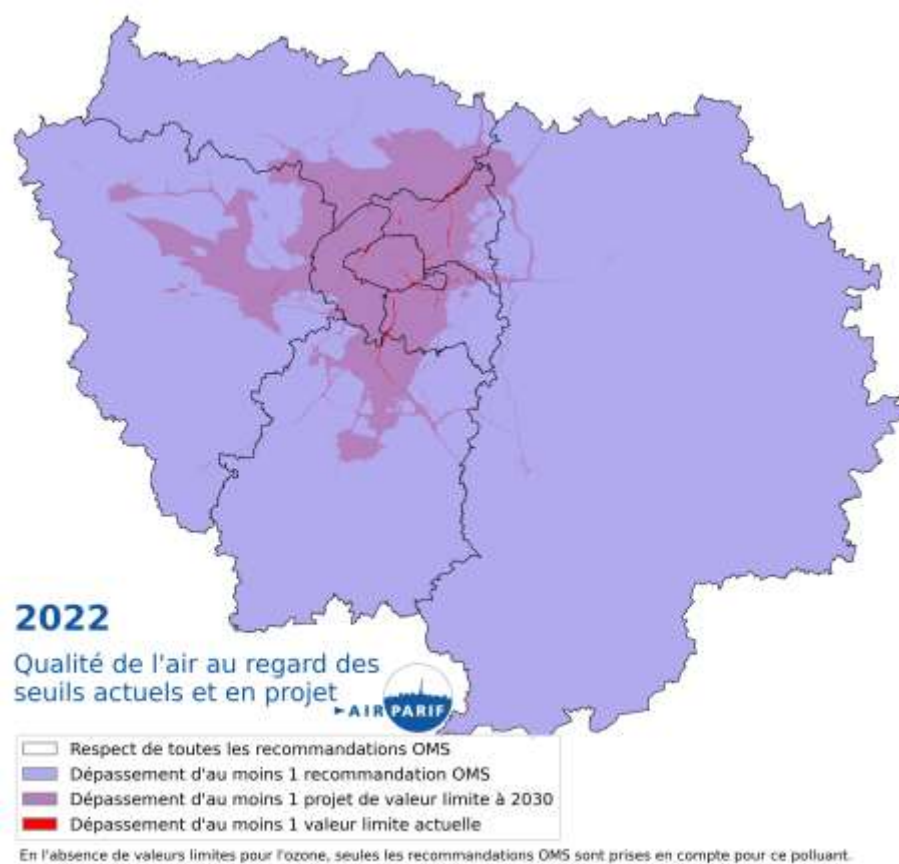 2022
Qualité de l'air au regard des
seuils actuels et en projet
AIR PARIF
Respect de toutes les recommandations OMS
Dépassement d'au moins 1 recommandation OMS
Dépassement d'au moins 1 projet de valeur limite à 2030
Dépassement d'au moins 1 valeur limite actuelle
En l'absence de valeurs limites pour l'ozone, seules les recommandations OMS sont prises en compte pour ce polluant.